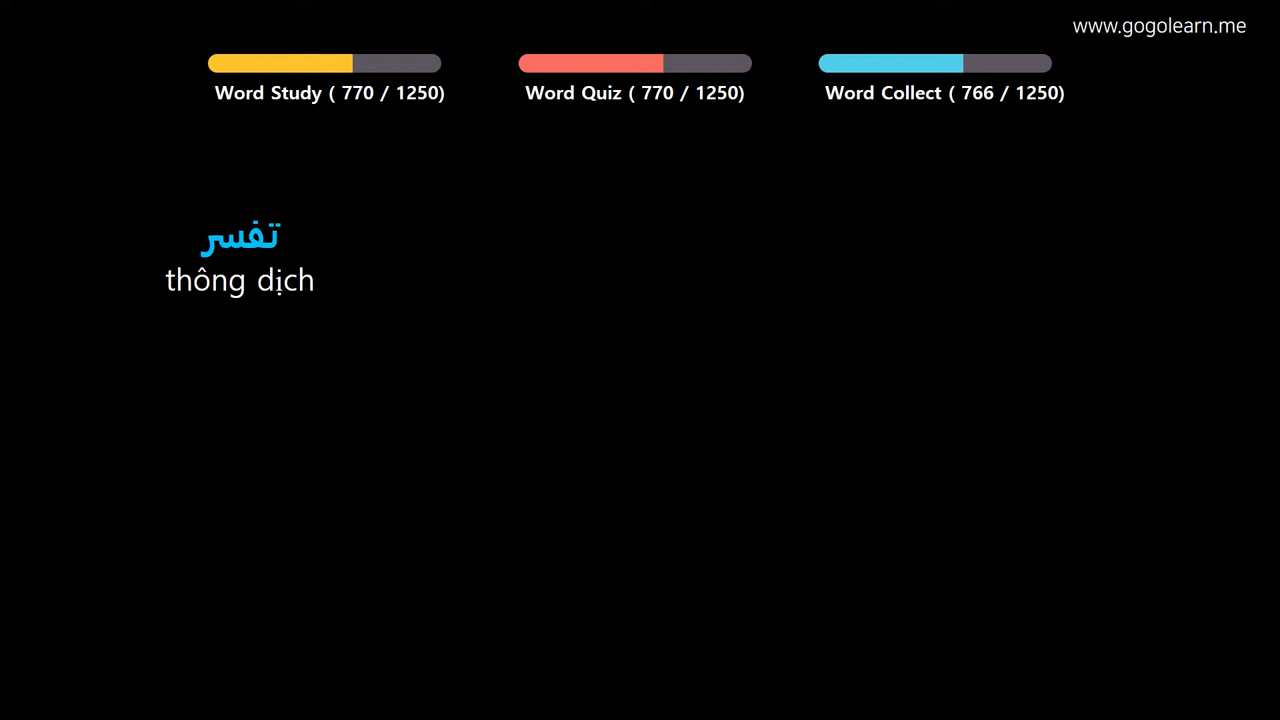 www.gogolearn.me
Word Study ( 770 / 1250)
Word Quiz ( 770 / 1250)
Word Collect ( 766 / 1250)
تفسر
thông dịch